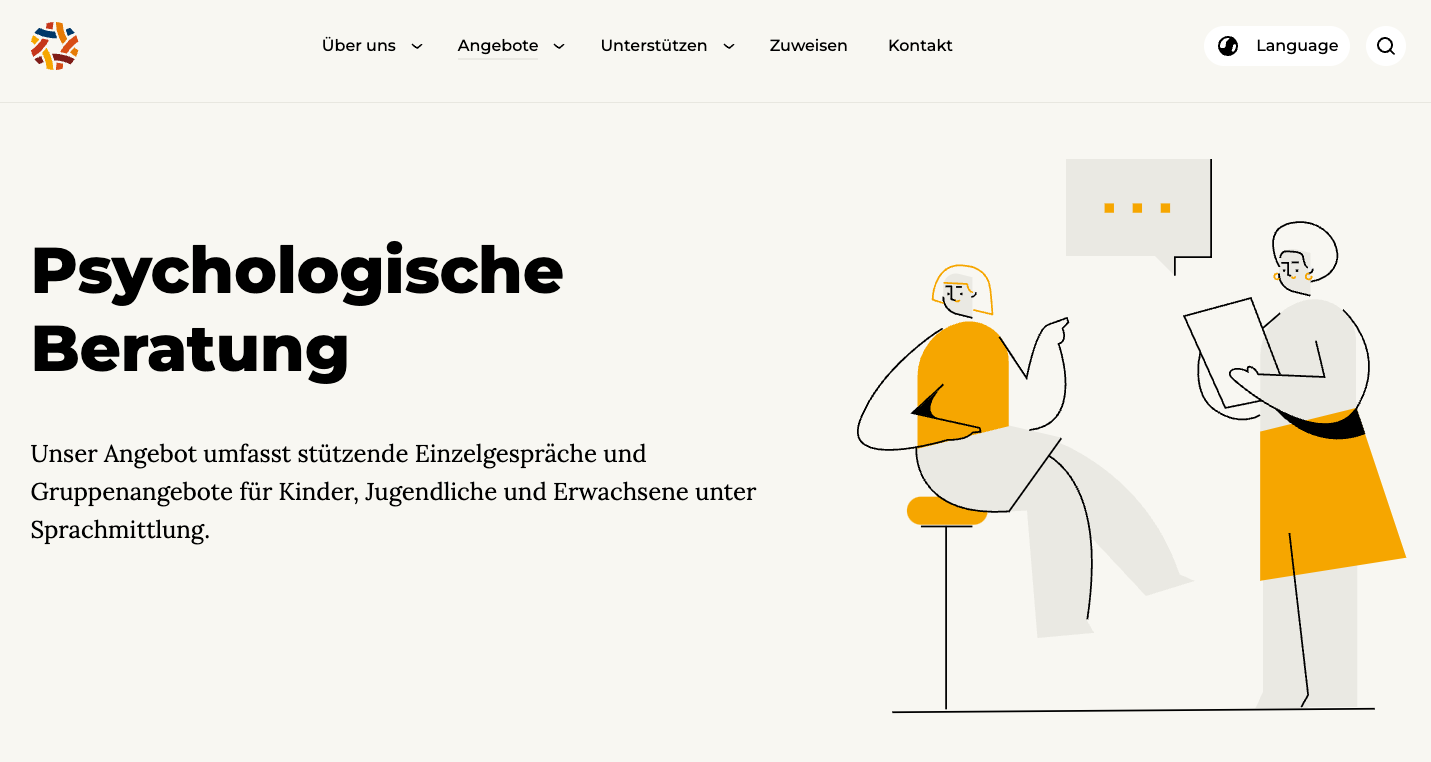 Über uns
Angebote
Unterstützen
Zuweisen
Kontakt
Language
Psychologische
Beratung
Unser Angebot umfasst stützende Einzelgespräche und
Gruppenangebote für Kinder, Jugendliche und Erwachsene unter
Sprachmittlung.